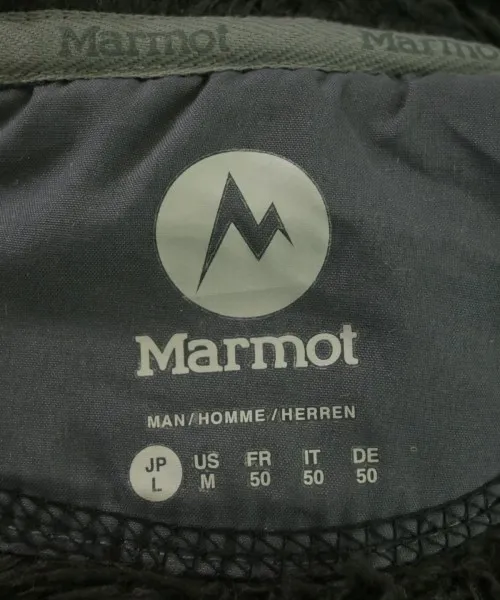 Marmot Marmot
Marmot
MAN/HOMME/HERREN
JP US FR IT DE
L M 50 50 50